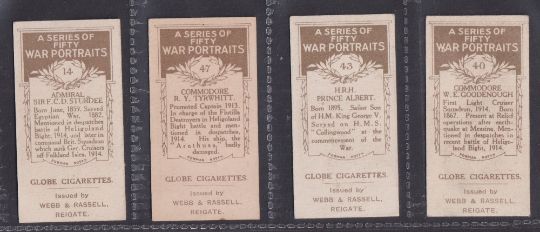 A SERIES OF
FIFTY
WAR PORTRAITS
14
ADMIRAL
SIR F. C. D. STURDEE
Born June, 1859. Served
Egyptian War, 1882.
Mentioned in despatches
battle of Heligoland
Bight, 1914, and later in
command Brit. Squadron
which sunk Ger. Cruisers
off Falkland Isles, 1914.
GLOBE CIGARETTES.
Issued by
WEBB & RASSELL,
REIGATE.
A SERIES OF
FIFTY
WAR PORTRAITS
47
COMMODORE
R. Y. TYRWHITT.
Promoted Captain 1913.
In charge of the Flotilla
Destroyers in Heligoland
Bight battle and men-
tioned in despatches,
1914. His ship, the
Arethusa, badly
damaged.
GLOBE CIGARETTES.
Issued by
WEBB & RASSELL,
REIGATE.
A SERIES OF
FIFTY
WAR PORTRAITS
43
H.R.H.
PRINCE ALBERT.
Born 1895. Sailor Son
of H.M. King George V.
Served on H.M.S.
"Collingwood" at the
commencement of the
War.
GLOBE CIGARETTES.
Issued by
WEBB & RASSELL,
REIGATE.
A SERIES OF
FIFTY
WAR PORTRAITS
40
COMMODORE
W. E. GOODENOUGH
First Light Cruiser
Squadron, 1914. Born
1867. Present at Relief
operations after earth-
quake at Messina. Men-
tioned in despatches in
recent battle of Heligo-
land Bight, 1914.
GLOBE CIGARETTES.
Issued by
WEBB & RASSELL,
REIGATE.